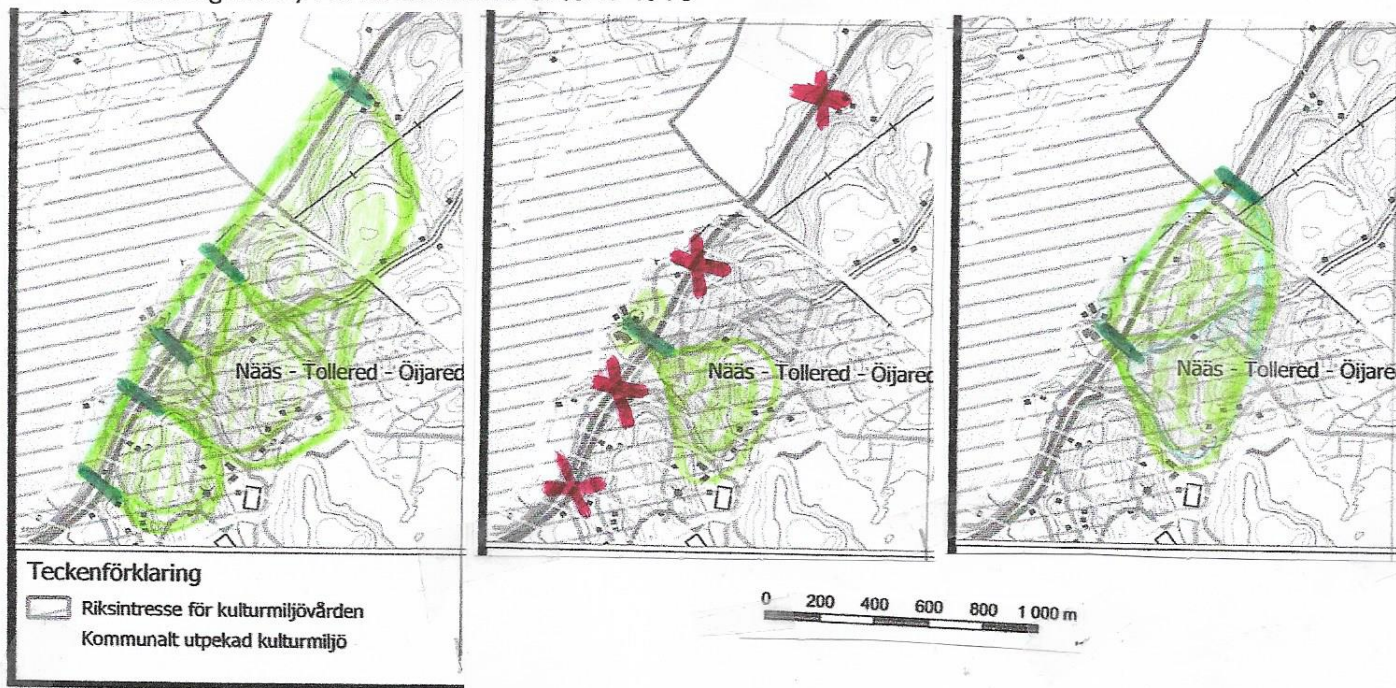 Nääs - Tollered - Öijared
Nääs - Tollered - Öijared
Nääs - Tollered - Öijare
Teckenförklaring
Riksintresse för kulturmiljövården
Kommunalt utpekad kulturmiljö
0 200 400 600 800 1 000 m